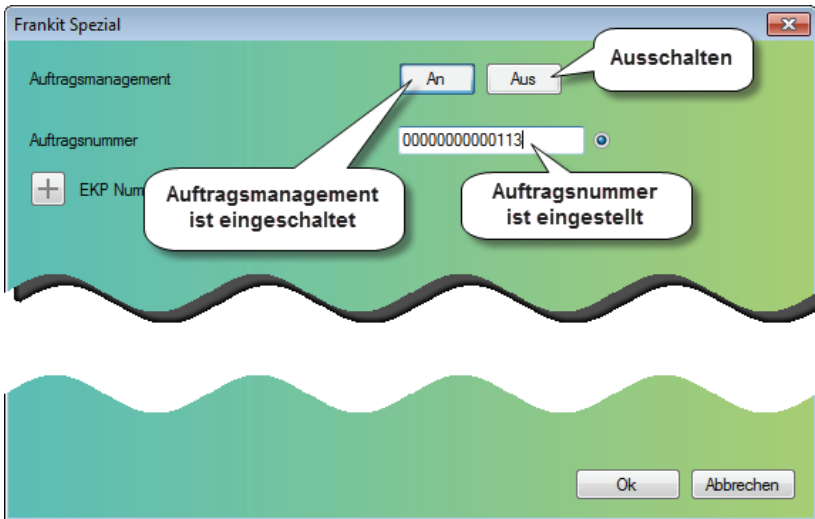 Frankit Spezial
Ausschalten
Auftragsmanagement
An
Aus
Auftragsnummer
00000000000113
EKP Num
Auftragsmanagement
ist eingeschaltet
Auftragsnummer
ist eingestellt
Ok
Abbrechen